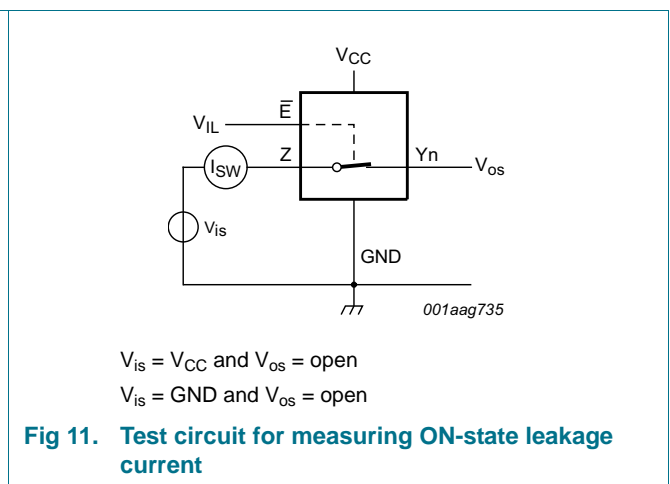 VCC
E̅
VIL
Z
Yn
ISW
Vos
Vis
GND
001aag735
Vis = VCC and Vos = open
Vis = GND and Vos = open
Fig 11. Test circuit for measuring ON-state leakage
current